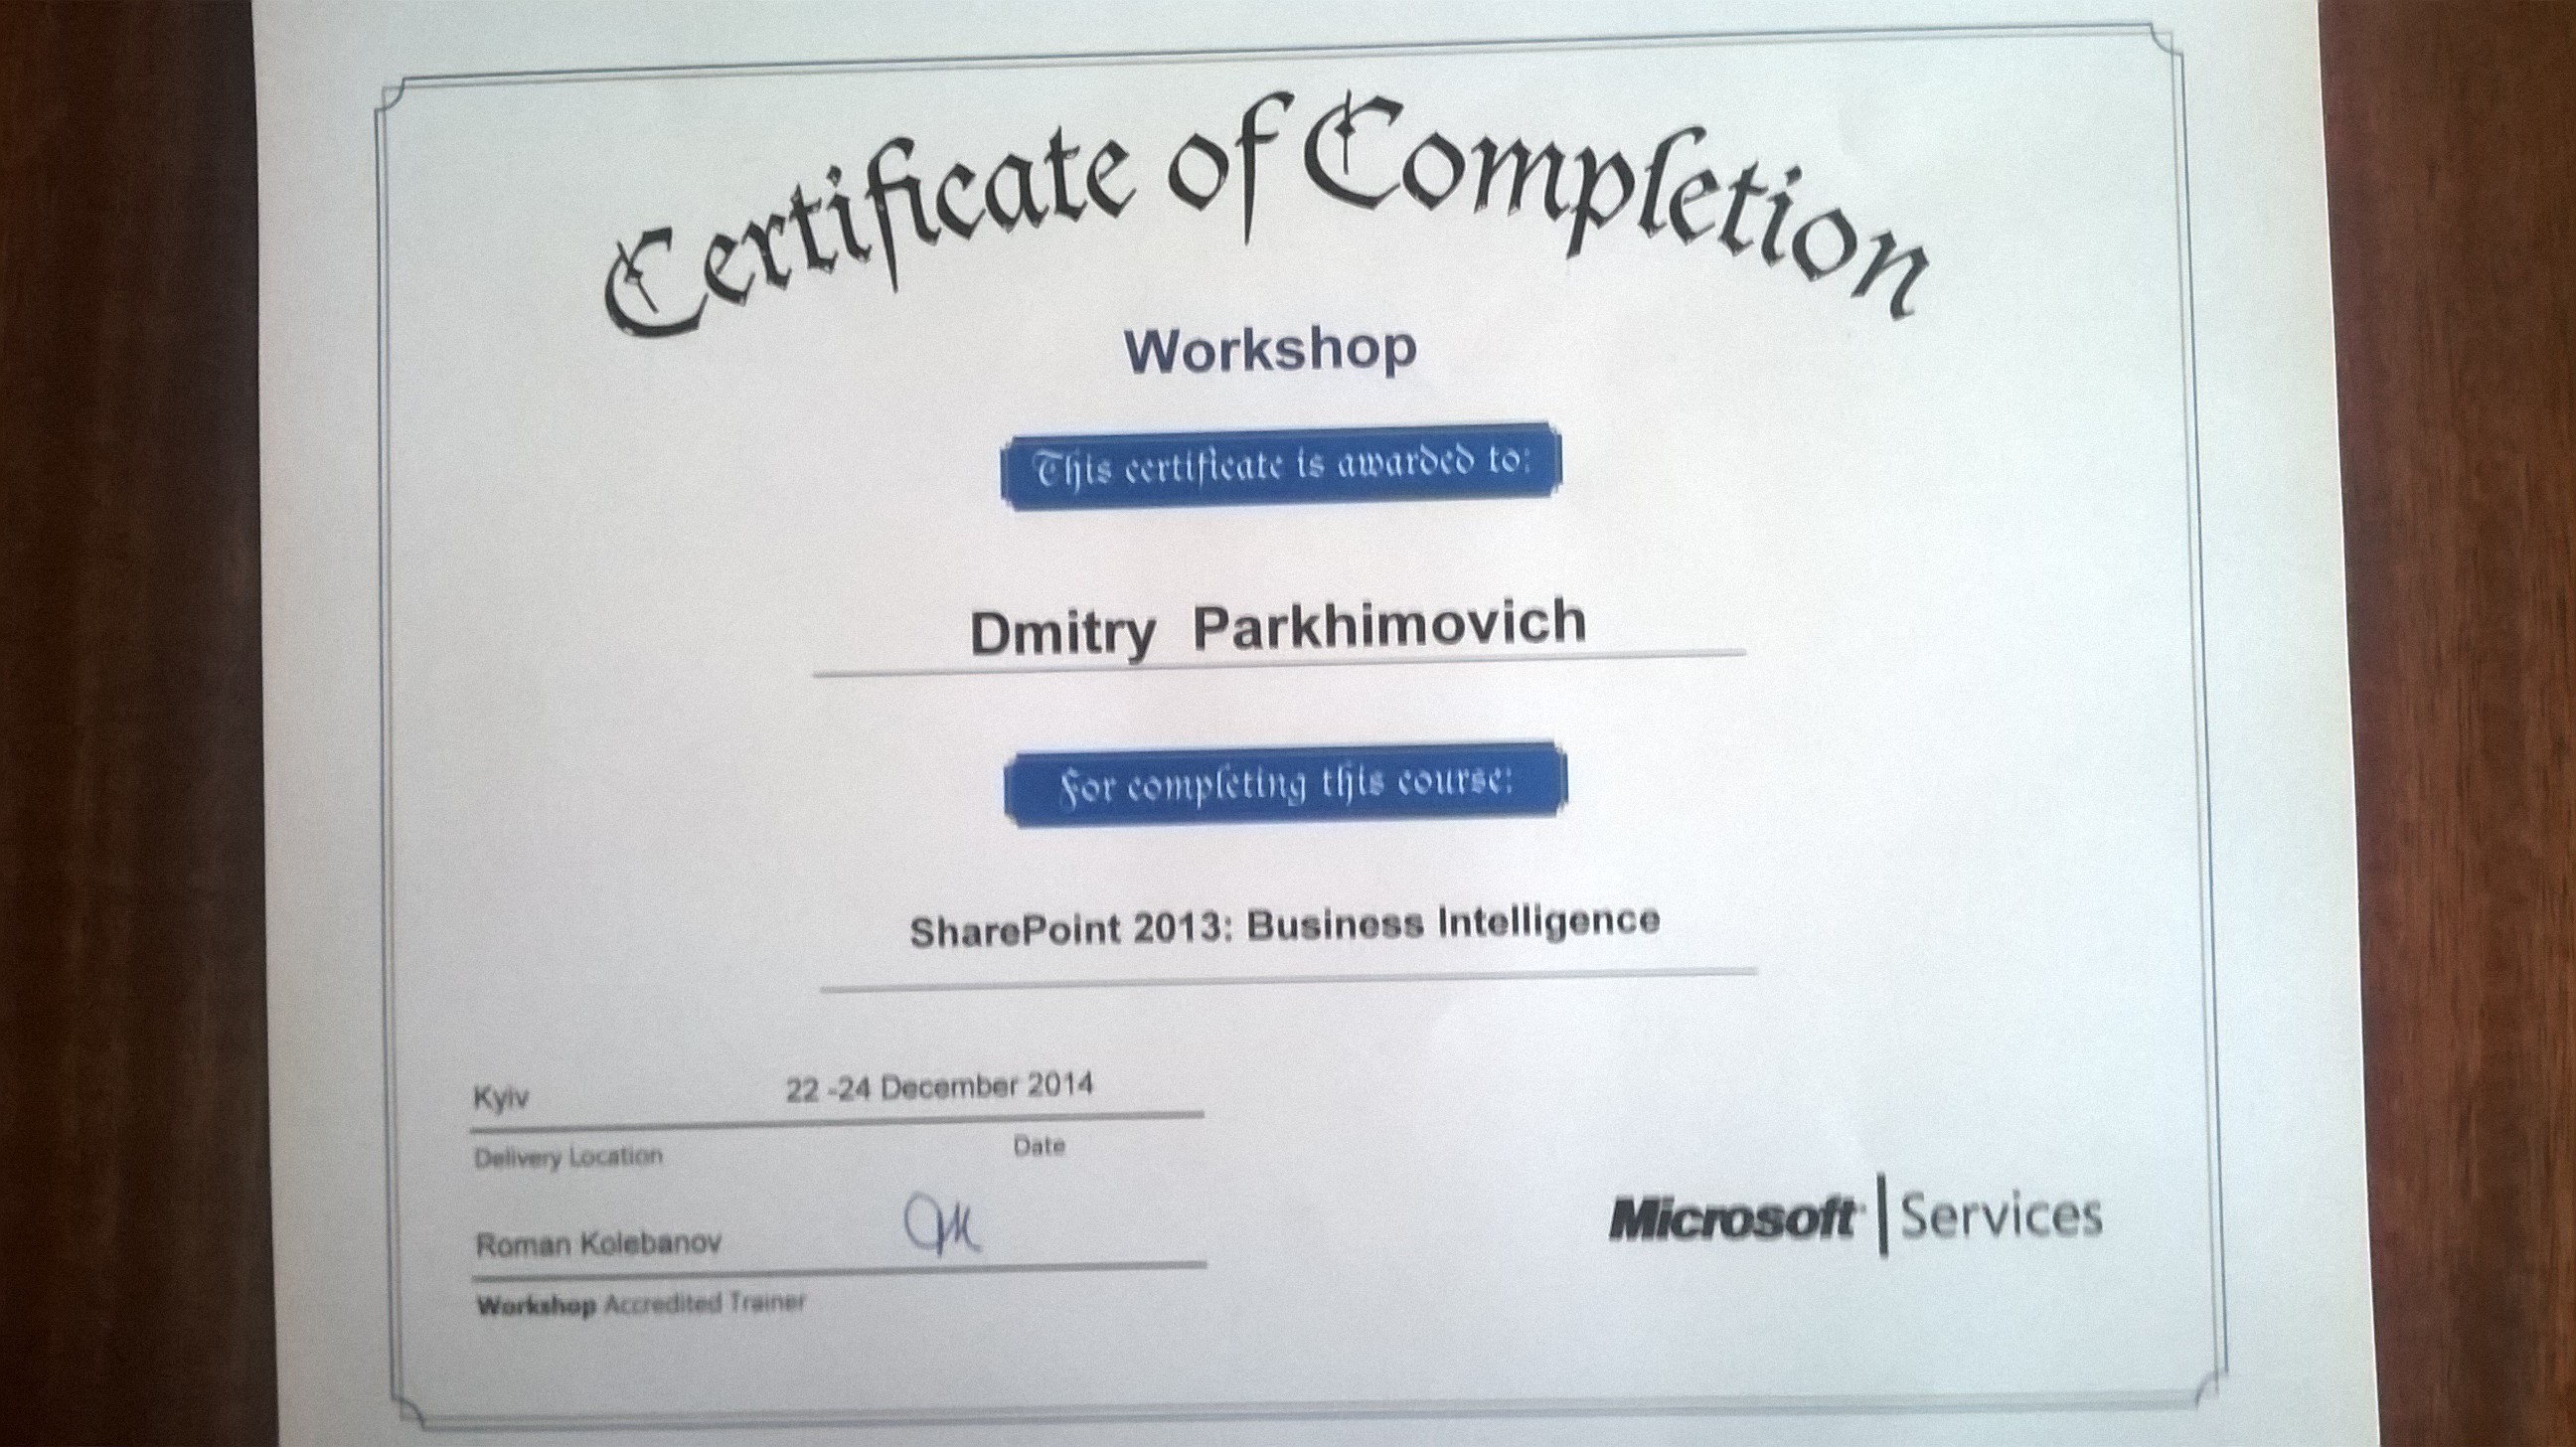 Certificate of Completion
Workshop
This certificate is awarded to:
Dmitry Parkhimovich
For completing this course:
SharePoint 2013: Business Intelligence
Kyiv 22 -24 December 2014
Delivery Location Date
Roman Kolebanov
Workshop Accredited Trainer
Microsoft | Services